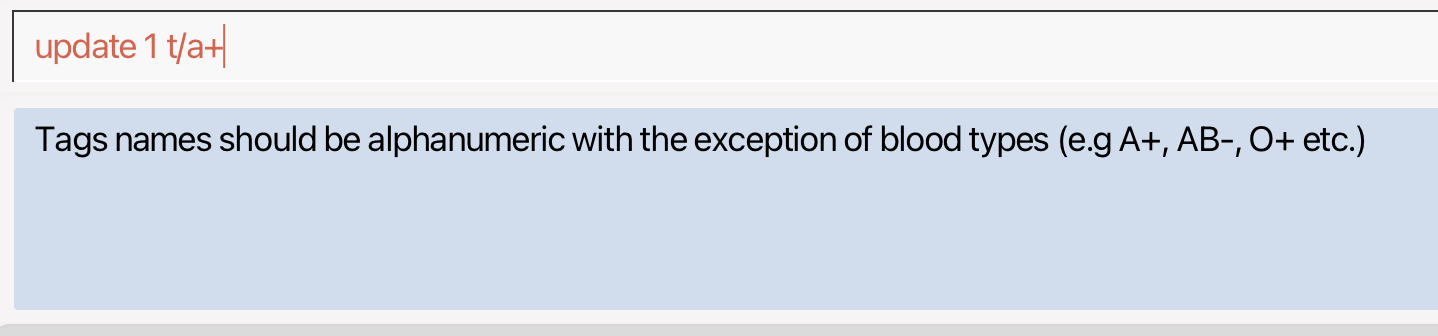 update 1 t/a+
Tags names should be alphanumeric with the exception of blood types (e.g A+, AB-, O+ etc.)